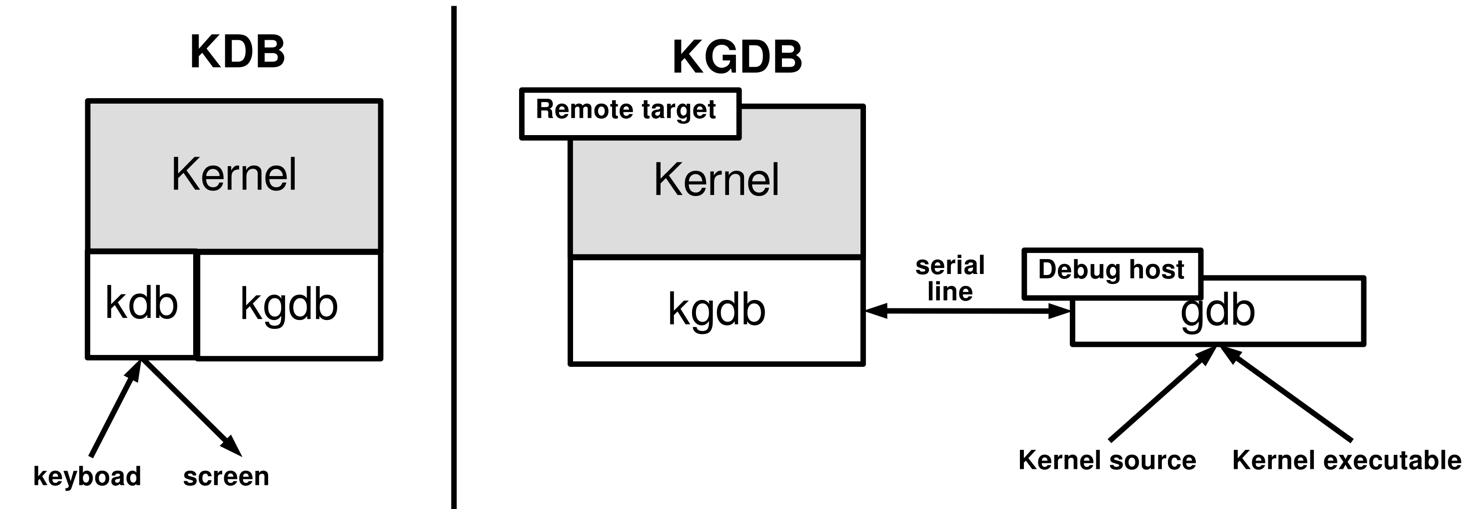 KDB
Kernel
kdb
kgdb
keyboad
screen
KGDB
Remote target
Kernel
kgdb
serial
line
Debug host
gdb
Kernel source
Kernel executable